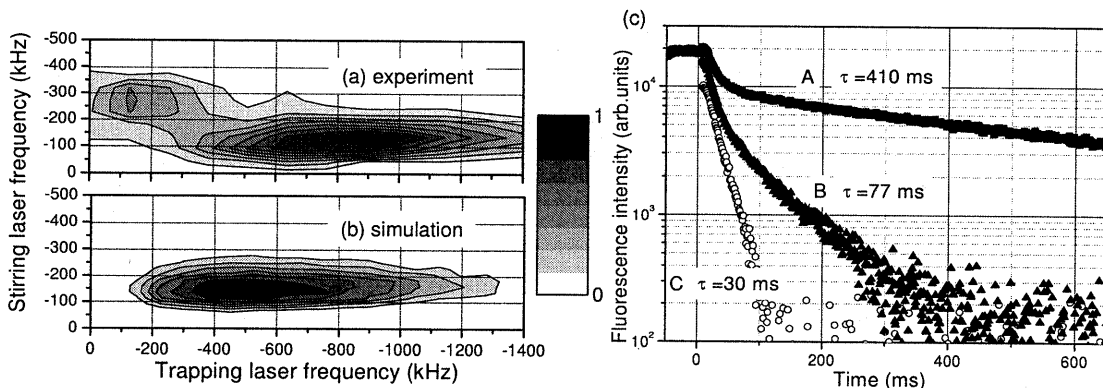 Stirring laser frequency (kHz)
-500
-400
-300
-200
-100
0
(a) experiment
-500
-400
-300
-200
-100
0
(b) simulation
0 -200 -400 -600 -800 -1000 -1200 -1400
Trapping laser frequency (kHz)
1
0
(c)
Fluorescence intensity (arb.units)
10^4
10^3
10^2
A τ =410 ms
B τ =77 ms
C τ =30 ms
0 200 400 600
Time (ms)